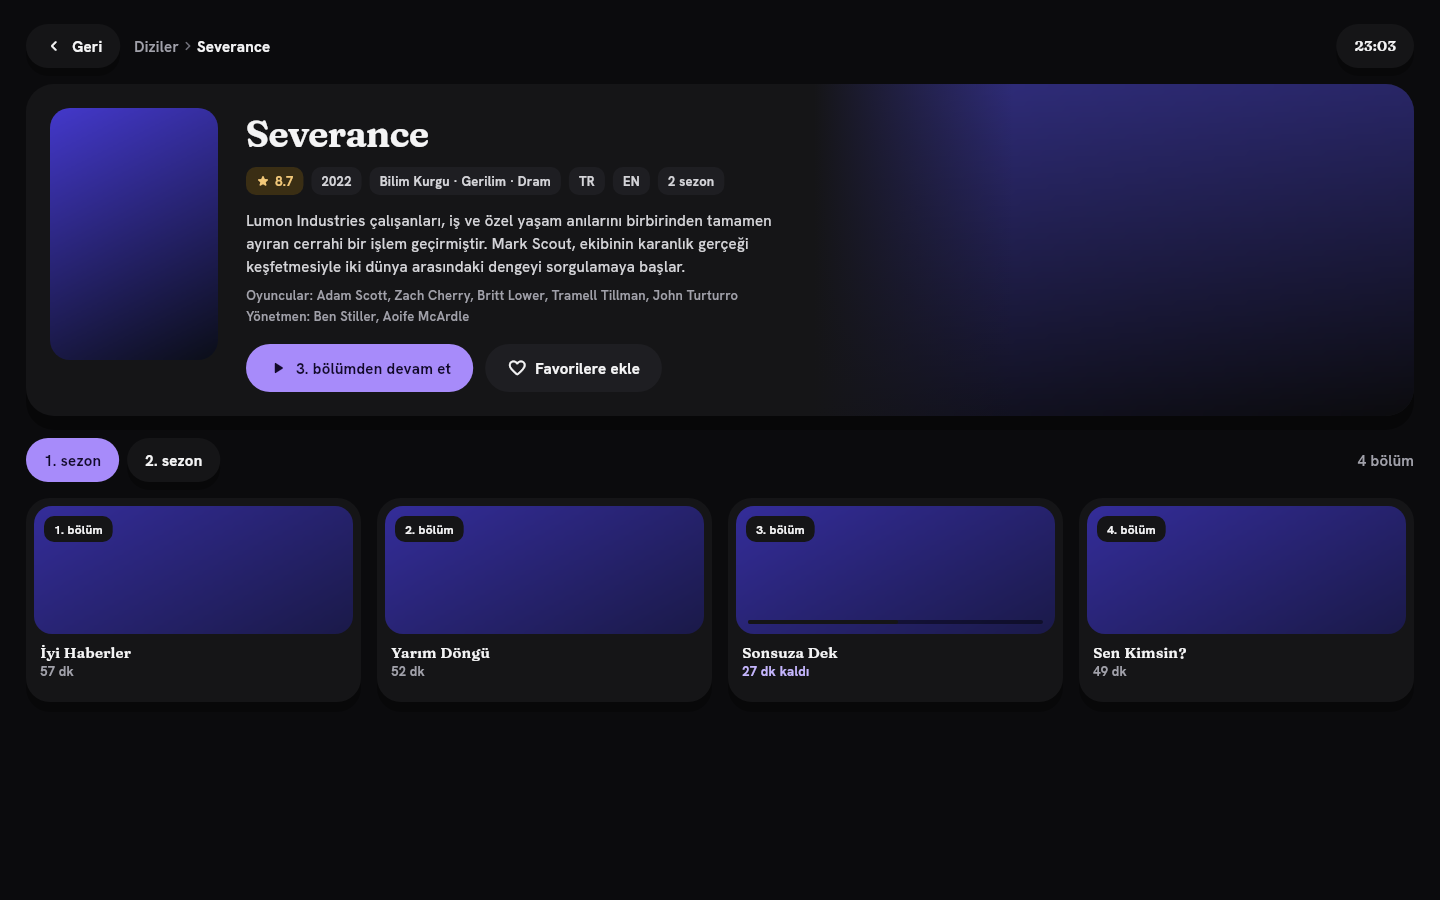 Geri
Diziler > Severance
23:03
Severance
★ 8.7
2022
Bilim Kurgu · Gerilim · Dram
TR
EN
2 sezon
Lumon Industries çalışanları, iş ve özel yaşam anılarını birbirinden tamamen
ayıran cerrahi bir işlem geçirmiştir. Mark Scout, ekibinin karanlık gerçeği
keşfetmesiyle iki dünya arasındaki dengeyi sorgulamaya başlar.
Oyuncular: Adam Scott, Zach Cherry, Britt Lower, Tramell Tillman, John Turturro
Yönetmen: Ben Stiller, Aoife McArdle
3. bölümden devam et
Favorilere ekle
1. sezon
2. sezon
4 bölüm
1. bölüm
İyi Haberler
57 dk
2. bölüm
Yarım Döngü
52 dk
3. bölüm
Sonsuza Dek
27 dk kaldı
4. bölüm
Sen Kimsin?
49 dk